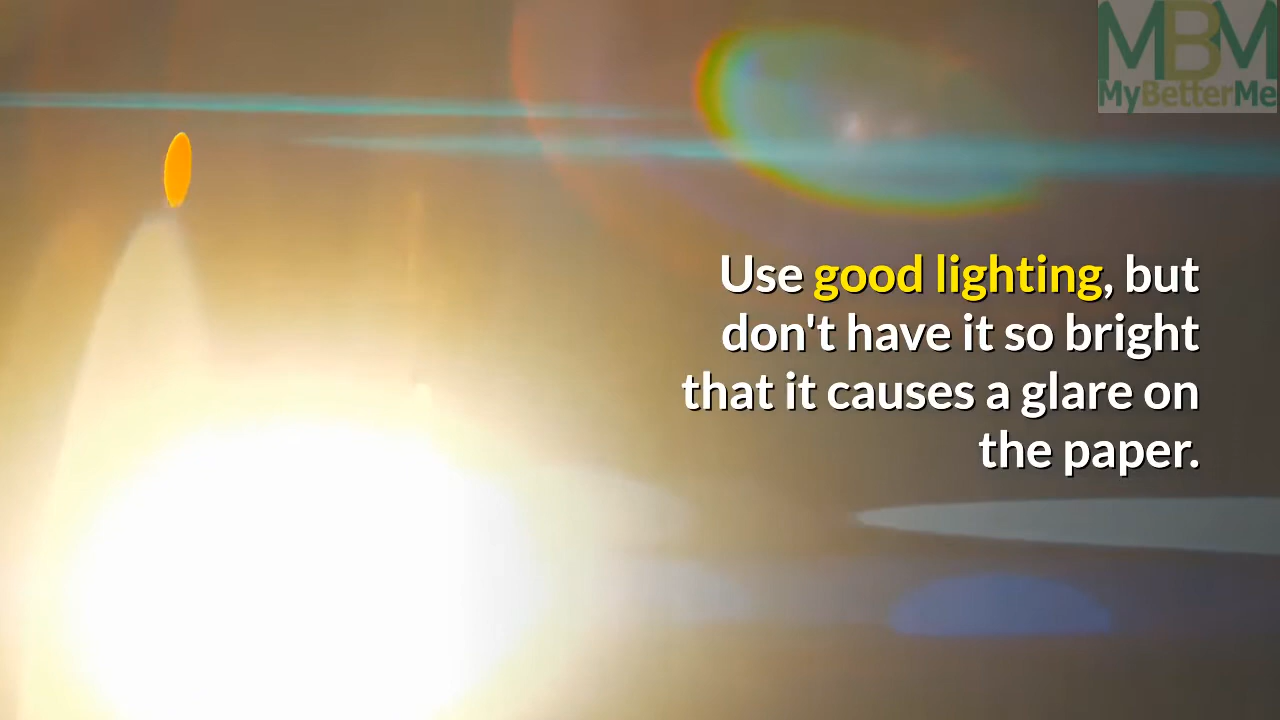 MBM
MyBetterMe
Use good lighting, but
don't have it so bright
that it causes a glare on
the paper.